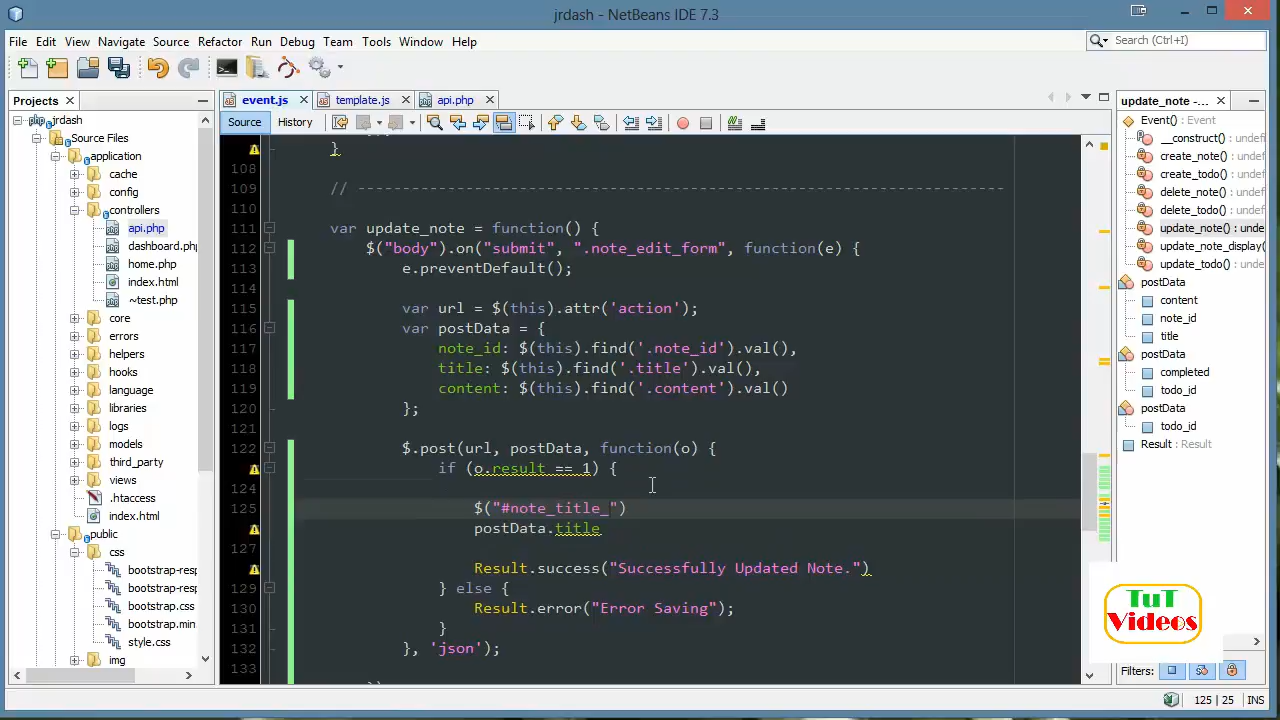 jrdash - NetBeans IDE 7.3
File Edit View Navigate Source Refactor Run Debug Team Tools Window Help
Search (Ctrl+I)
Projects
event.js
template.js
api.php
update_note -...
Source
History
jrdash
Source Files
application
cache
config
controllers
api.php
dashboard.php
home.php
index.html
~test.php
core
errors
helpers
hooks
language
libraries
logs
models
third_party
views
.htaccess
index.html
public
css
bootstrap-resp
bootstrap-resp
bootstrap.css
bootstrap.min
style.css
img
}
108
109 // ------------------------------------------------------------------------
110
111 var update_note = function() {
112 $("body").on("submit", ".note_edit_form", function(e) {
113 e.preventDefault();
114
115 var url = $(this).attr('action');
116 var postData = {
117 note_id: $(this).find('.note_id').val(),
118 title: $(this).find('.title').val(),
119 content: $(this).find('.content').val()
120 };
121
122 $.post(url, postData, function(o) {
if (o.result == 1) {
124
125 $("#note_title_")
postData.title
127
Result.success("Successfully Updated Note.")
129 } else {
130 Result.error("Error Saving");
131 }
132 }, 'json');
133
Event() : Event
__construct() : undef
create_note() : undef
create_todo() : undef
delete_note() : undef
delete_todo() : undef
update_note() : unde
update_note_display(
update_todo() : unde
postData
content
note_id
title
postData
completed
todo_id
postData
todo_id
Result : undefined
TuT
Videos
Filters:
125 | 25 INS